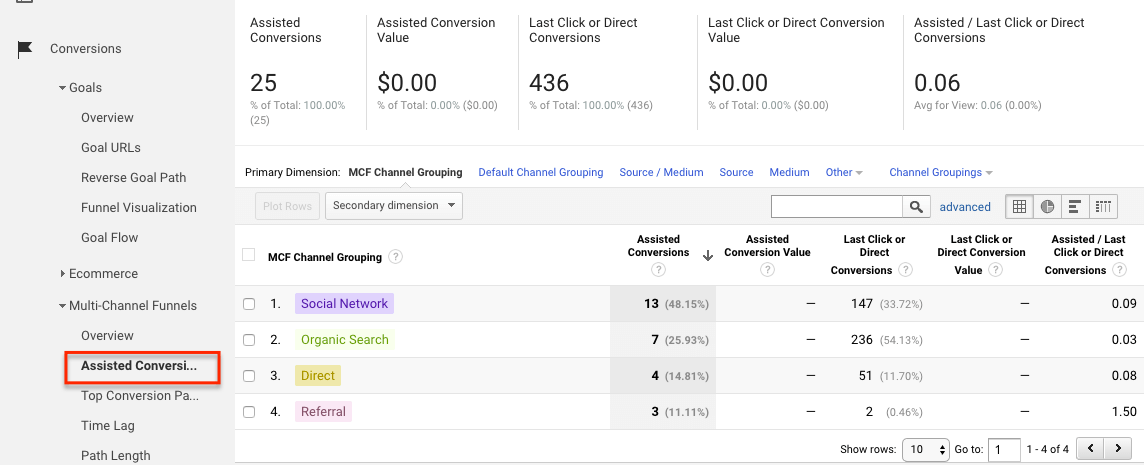 Conversions
Goals
Overview
Goal URLs
Reverse Goal Path
Funnel Visualization
Goal Flow
Ecommerce
Multi-Channel Funnels
Overview
Assisted Conversi...
Top Conversion Pa...
Time Lag
Path Length
Assisted
Conversions
25
% of Total: 100.00%
(25)
Assisted Conversion
Value
$0.00
% of Total: 0.00% ($0.00)
Last Click or Direct
Conversions
436
% of Total: 100.00% (436)
Last Click or Direct Conversion
Value
$0.00
% of Total: 0.00% ($0.00)
Assisted / Last Click or Direct
Conversions
0.06
Avg for View: 0.06 (0.00%)
Primary Dimension: MCF Channel Grouping Default Channel Grouping Source / Medium Source Medium Other Channel Groupings
Plot Rows Secondary dimension advanced
MCF Channel Grouping ?
Assisted
Conversions
?
Assisted
Conversion Value
?
Last Click or
Direct
Conversions ?
Last Click or
Direct Conversion
Value ?
Assisted / Last
Click or Direct
Conversions ?
1. Social Network 13 (48.15%) — 147 (33.72%) — 0.09
2. Organic Search 7 (25.93%) — 236 (54.13%) — 0.03
3. Direct 4 (14.81%) — 51 (11.70%) — 0.08
4. Referral 3 (11.11%) — 2 (0.46%) — 1.50
Show rows: 10 Go to: 1 1 - 4 of 4